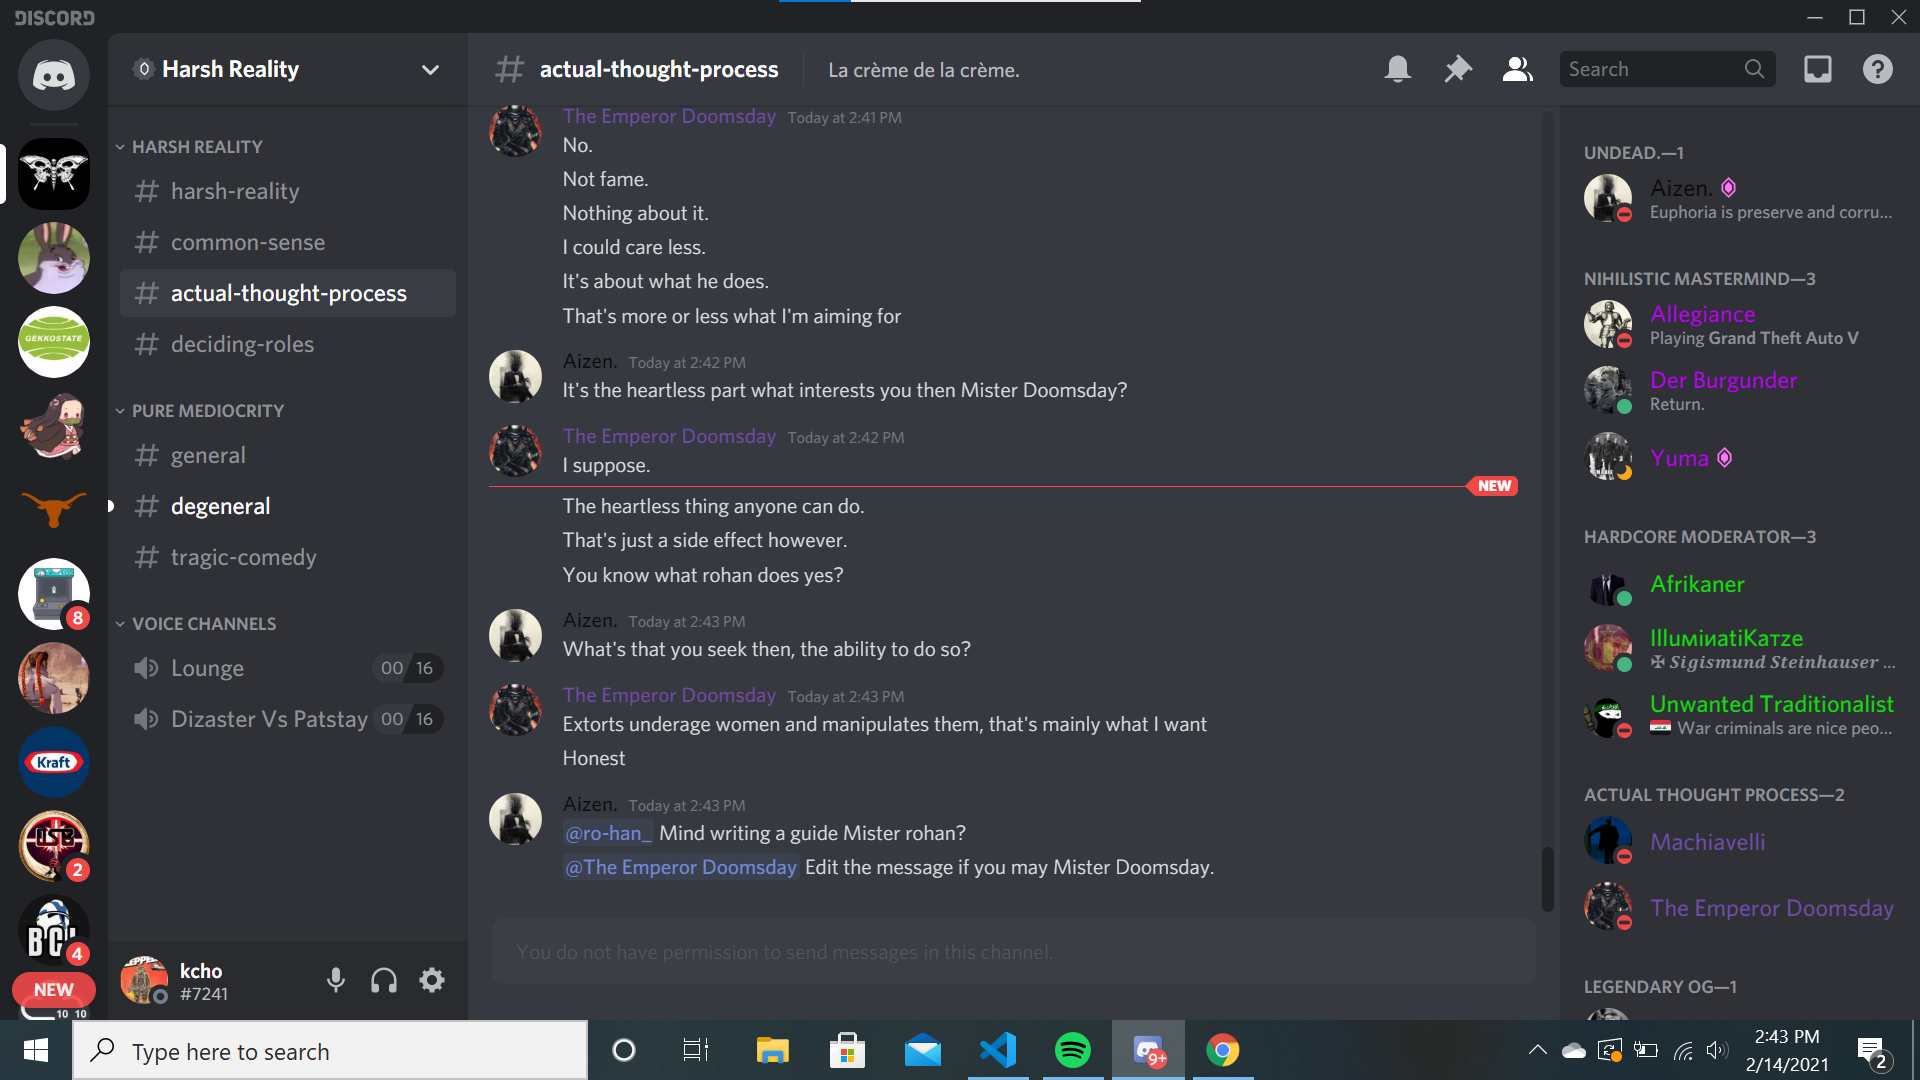 DISCORD
Harsh Reality
actual-thought-process
La crème de la crème.
Search
HARSH REALITY
harsh-reality
common-sense
actual-thought-process
deciding-roles
PURE MEDIOCRITY
general
degeneral
tragic-comedy
VOICE CHANNELS
Lounge 00 16
Dizaster Vs Patstay 00 16
GEKKOSTATE
8
Kraft
2
4
NEW
10 10
kcho
#7241
The Emperor Doomsday Today at 2:41 PM
No.
Not fame.
Nothing about it.
I could care less.
It's about what he does.
That's more or less what I'm aiming for
Aizen. Today at 2:42 PM
It's the heartless part what interests you then Mister Doomsday?
The Emperor Doomsday Today at 2:42 PM
I suppose.
NEW
The heartless thing anyone can do.
That's just a side effect however.
You know what rohan does yes?
Aizen. Today at 2:43 PM
What's that you seek then, the ability to do so?
The Emperor Doomsday Today at 2:43 PM
Extorts underage women and manipulates them, that's mainly what I want
Honest
Aizen. Today at 2:43 PM
@ro-han_ Mind writing a guide Mister rohan?
@The Emperor Doomsday Edit the message if you may Mister Doomsday.
You do not have permission to send messages in this channel.
UNDEAD.—1
Aizen.
Euphoria is preserve and corru...
NIHILISTIC MASTERMIND—3
Allegiance
Playing Grand Theft Auto V
Der Burgunder
Return.
Yuma
HARDCORE MODERATOR—3
Afrikaner
IlluмiиatiKaтze
✠ Sigismund Steinhauser ...
Unwanted Traditionalist
War criminals are nice peo...
ACTUAL THOUGHT PROCESS—2
Machiavelli
The Emperor Doomsday
LEGENDARY OG—1
Type here to search
9+
2:43 PM
2/14/2021
2